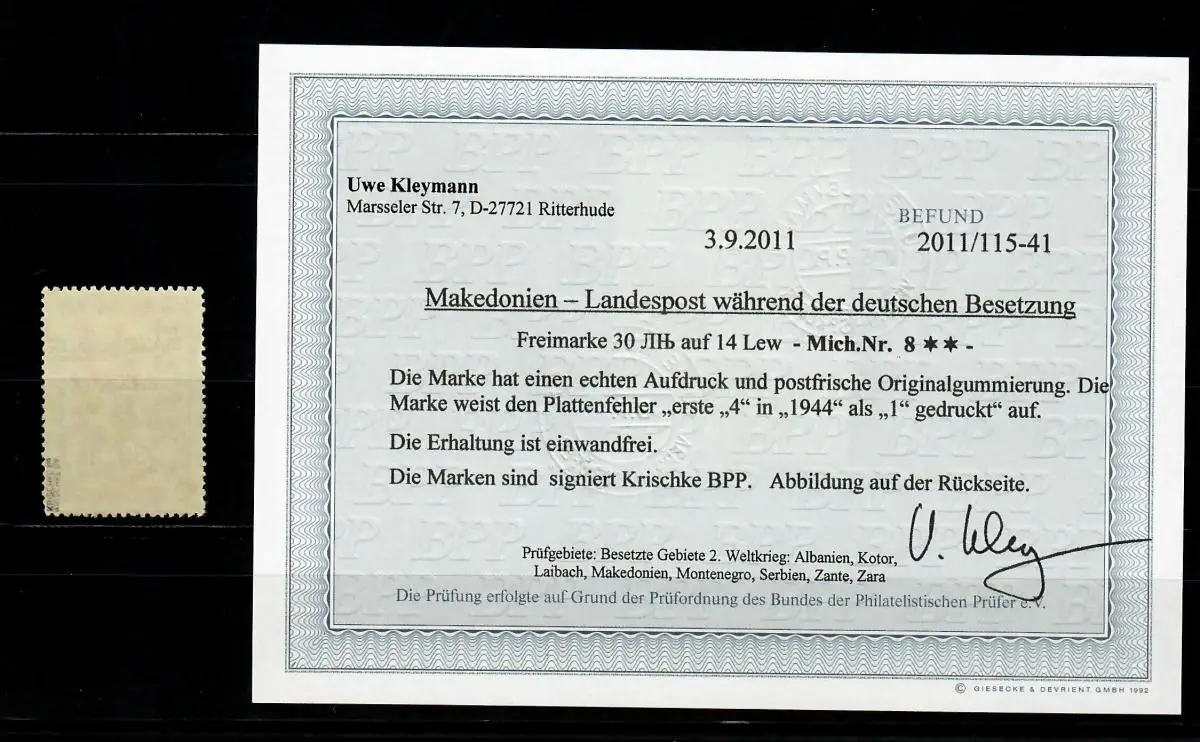 Uwe Kleymann
Marsseler Str. 7, D-27721 Ritterhude
BEFUND
3.9.2011
2011/115-41
Makedonien – Landespost während der deutschen Besetzung
Freimarke 30 ЛЊ auf 14 Lew - Mich.Nr. 8 ✶ ✶ -
Die Marke hat einen echten Aufdruck und postfrische Originalgummierung. Die
Marke weist den Plattenfehler „erste „4“ in „1944“ als „1“ gedruckt“ auf.
Die Erhaltung ist einwandfrei.
Die Marken sind signiert Krischke BPP. Abbildung auf der Rückseite.
U. Kley
Prüfgebiete: Besetzte Gebiete 2. Weltkrieg: Albanien, Kotor,
Laibach, Makedonien, Montenegro, Serbien, Zante, Zara
Die Prüfung erfolgte auf Grund der Prüfordnung des Bundes der Philatelistischen Prüfer e.V.
© GIESECKE & DEVRIENT GMBH 1992